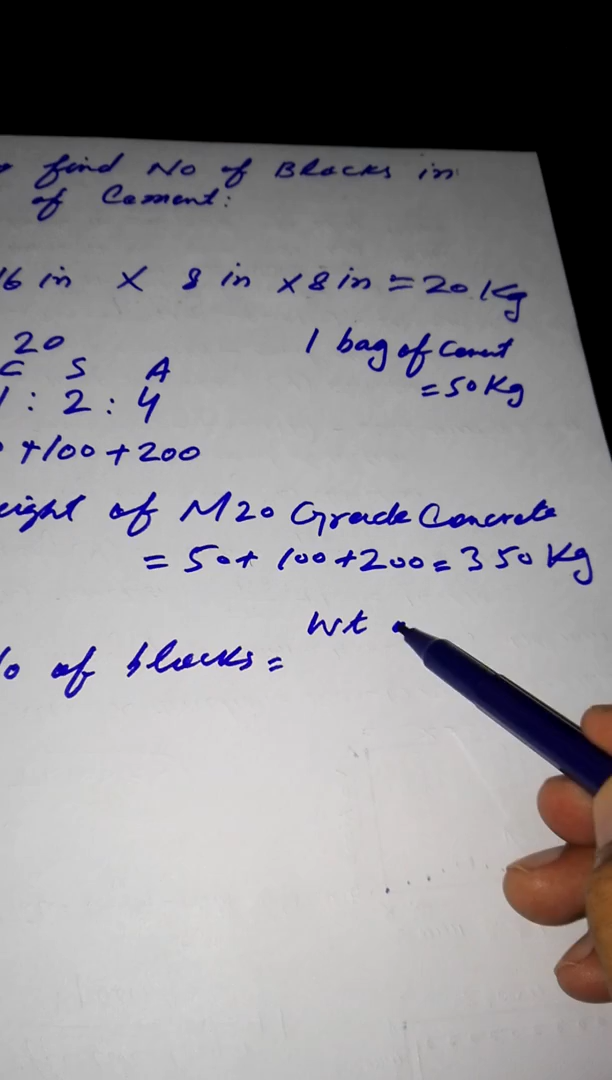 find No of Blocks in
of Cement:
16 in x 8 in x 8 in = 20 Kg
20
C S A
1 : 2 : 4
1 bag of Cement
= 50 Kg
+100+200
eight of M20 Grade Concrete
= 50+ 100+200=350 Kg
Wt
No of blocks=